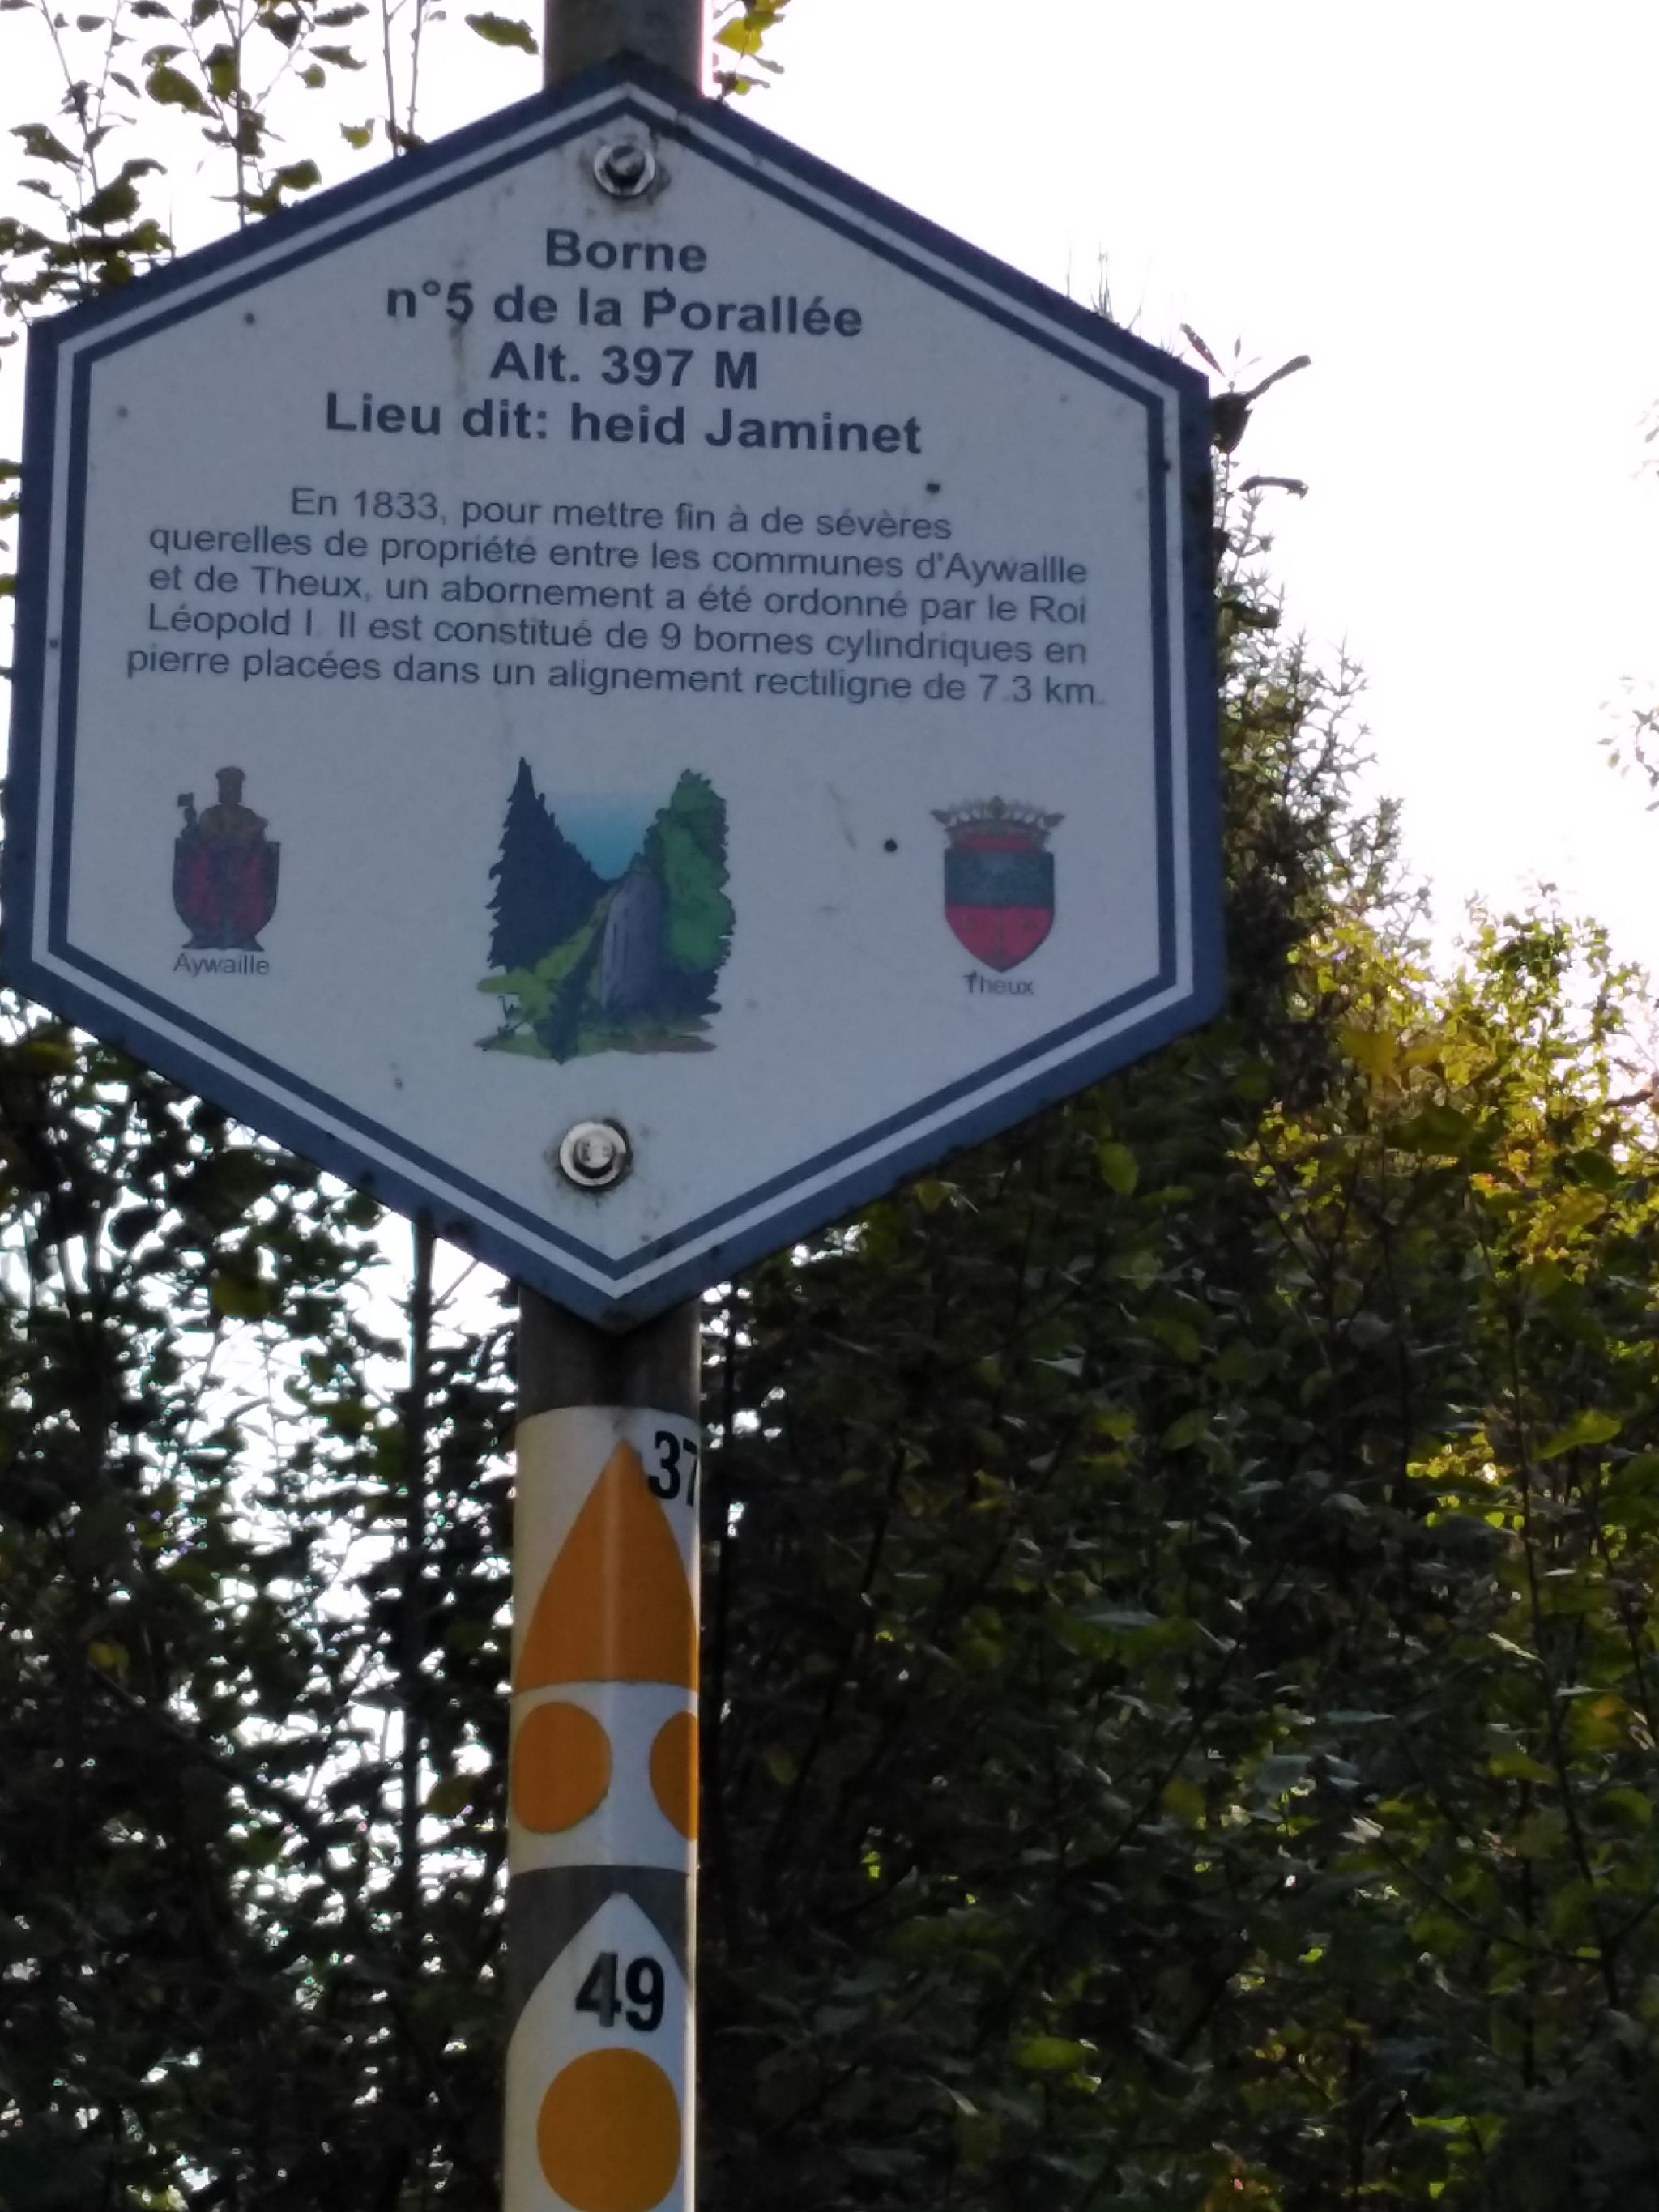 Borne
n°5 de la Porallée
Alt. 397 M
Lieu dit: heid Jaminet
En 1833, pour mettre fin à de sévères
querelles de propriété entre les communes d'Aywaille
et de Theux, un abornement a été ordonné par le Roi
Léopold I. Il est constitué de 9 bornes cylindriques en
pierre placées dans un alignement rectiligne de 7.3 km.
Aywaille
Theux
37
49